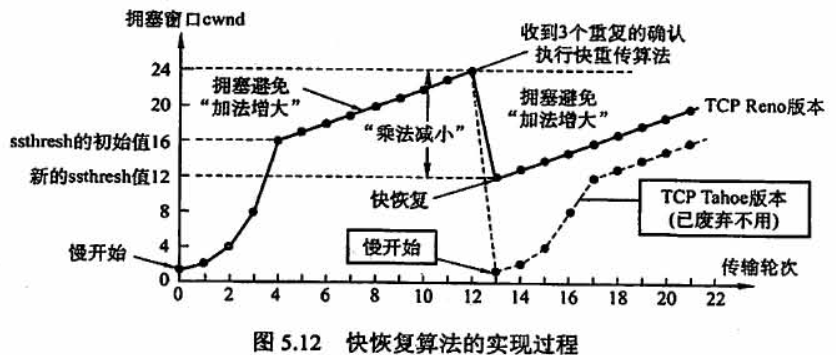 拥塞窗口cwnd
收到3个重复的确认
执行快重传算法
24
拥塞避免
“加法增大”
拥塞避免
“加法增大”
TCP Reno版本
20
“乘法减小”
ssthresh的初始值16
新的ssthresh值12
快恢复
TCP Tahoe版本
(已废弃不用)
8
慢开始
4
慢开始
传输轮次
0
0 2 4 6 8 10 12 14 16 18 20 22
图 5.12 快恢复算法的实现过程